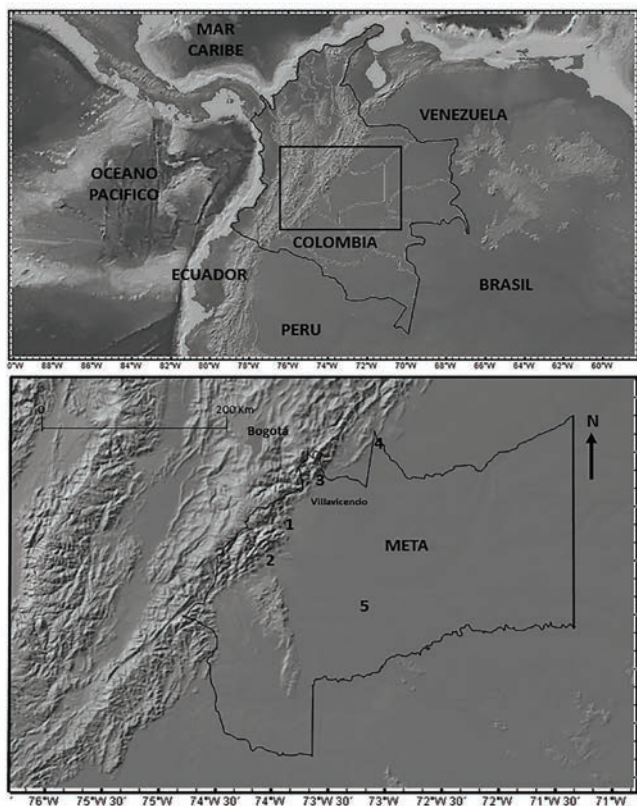 MAR
CARIBE
VENEZUELA
OCEANO
PACIFICO
COLOMBIA
ECUADOR
BRASIL
PERU
0°W 88°W 84°W 82°W 80°W 78°W 76°W 74°W 72°W 70°W 68°W 66°W 64°W 62°W 60°W
0
200 Km
Bogotá
N
4
3
Villavicencio
1
META
2
5
76°W 75°W 30' 75°W 74°W 30' 74°W 73°W 30' 73°W 72°W 30' 72°W 71°W 30' 71°W